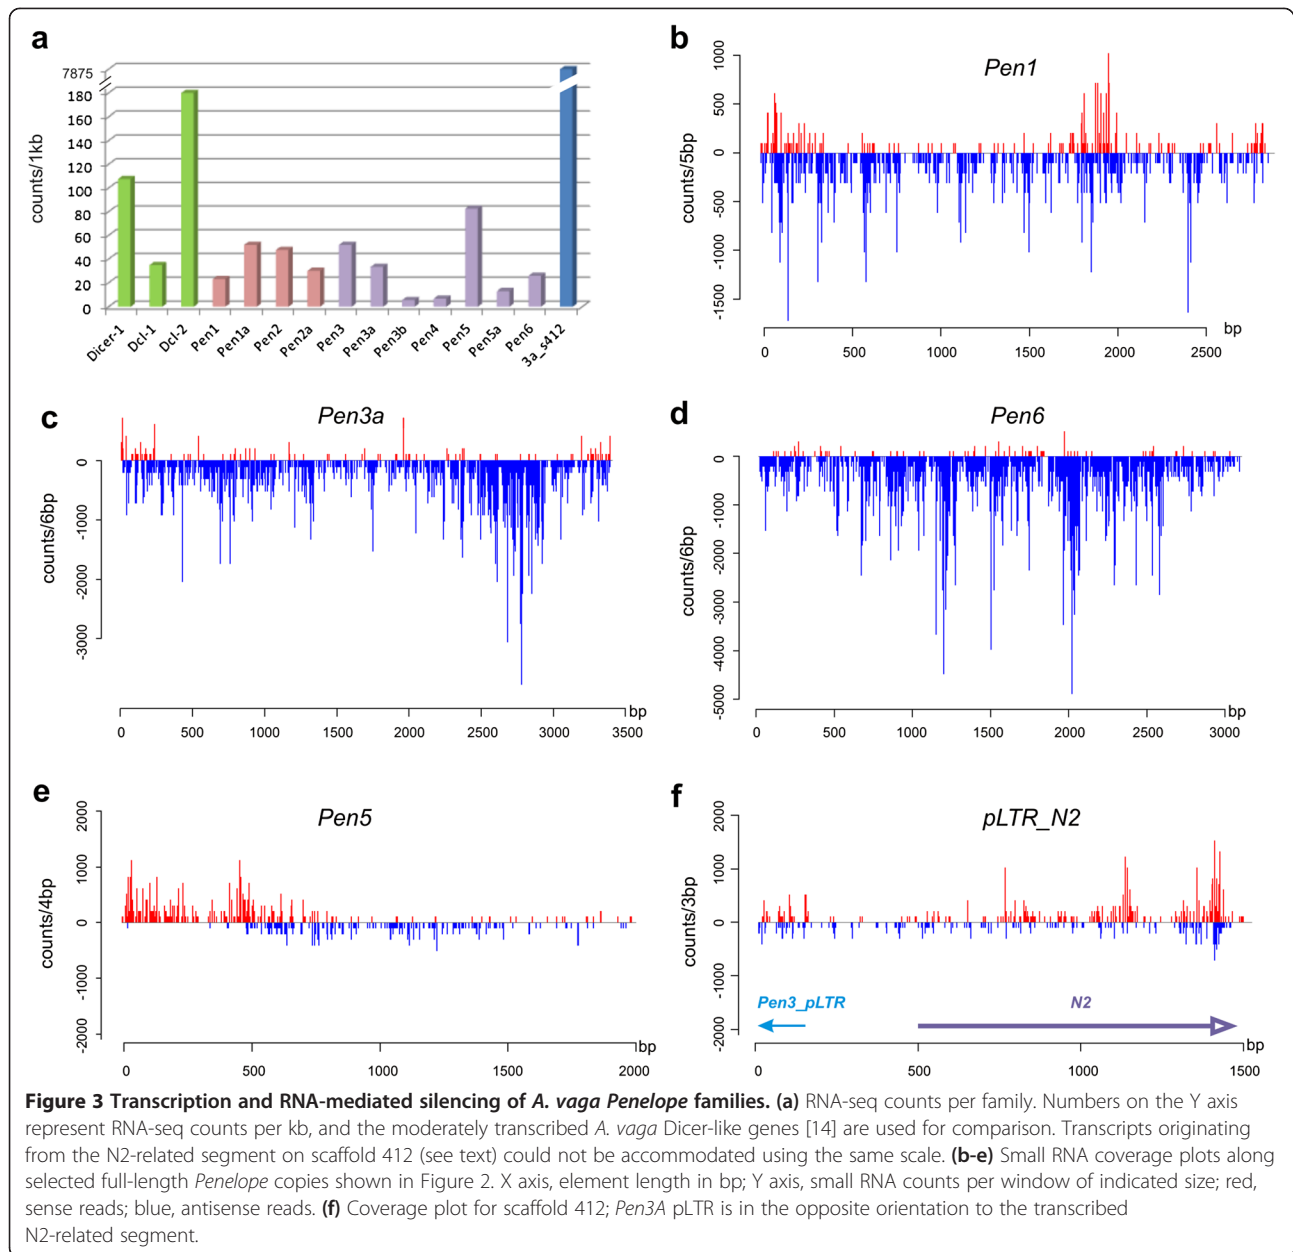 a
counts/1kb
7875
180
160
140
120
100
80
60
40
20
0
Dicer-1
Dcl-1
Dcl-2
Pen1
Pen1a
Pen2
Pen2a
Pen3
Pen3a
Pen3b
Pen4
Pen5
Pen5a
Pen6
3a_s412
b
Pen1
counts/5bp
1000
500
0
-500
-1000
-1500
0 500 1000 1500 2000 2500
bp
c
Pen3a
counts/6bp
0
-1000
-2000
-3000
0 500 1000 1500 2000 2500 3000 3500
bp
d
Pen6
counts/6bp
0
-1000
-2000
-3000
-4000
-5000
0 500 1000 1500 2000 2500 3000
bp
e
Pen5
counts/4bp
2000
1000
0
-1000
-2000
0 500 1000 1500 2000
bp
f
pLTR_N2
counts/3bp
2000
1000
0
-1000
-2000
Pen3_pLTR
N2
0 500 1000 1500
bp
Figure 3 Transcription and RNA-mediated silencing of A. vaga Penelope families. (a) RNA-seq counts per family. Numbers on the Y axis
represent RNA-seq counts per kb, and the moderately transcribed A. vaga Dicer-like genes [14] are used for comparison. Transcripts originating
from the N2-related segment on scaffold 412 (see text) could not be accommodated using the same scale. (b-e) Small RNA coverage plots along
selected full-length Penelope copies shown in Figure 2. X axis, element length in bp; Y axis, small RNA counts per window of indicated size; red,
sense reads; blue, antisense reads. (f) Coverage plot for scaffold 412; Pen3A pLTR is in the opposite orientation to the transcribed
N2-related segment.